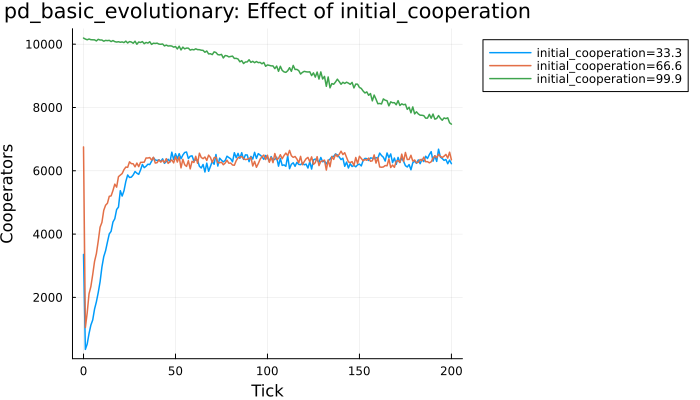 pd_basic_evolutionary: Effect of initial_cooperation
initial_cooperation=33.3
initial_cooperation=66.6
initial_cooperation=99.9
Cooperators
10000
8000
6000
4000
2000
0
50
100
150
200
Tick